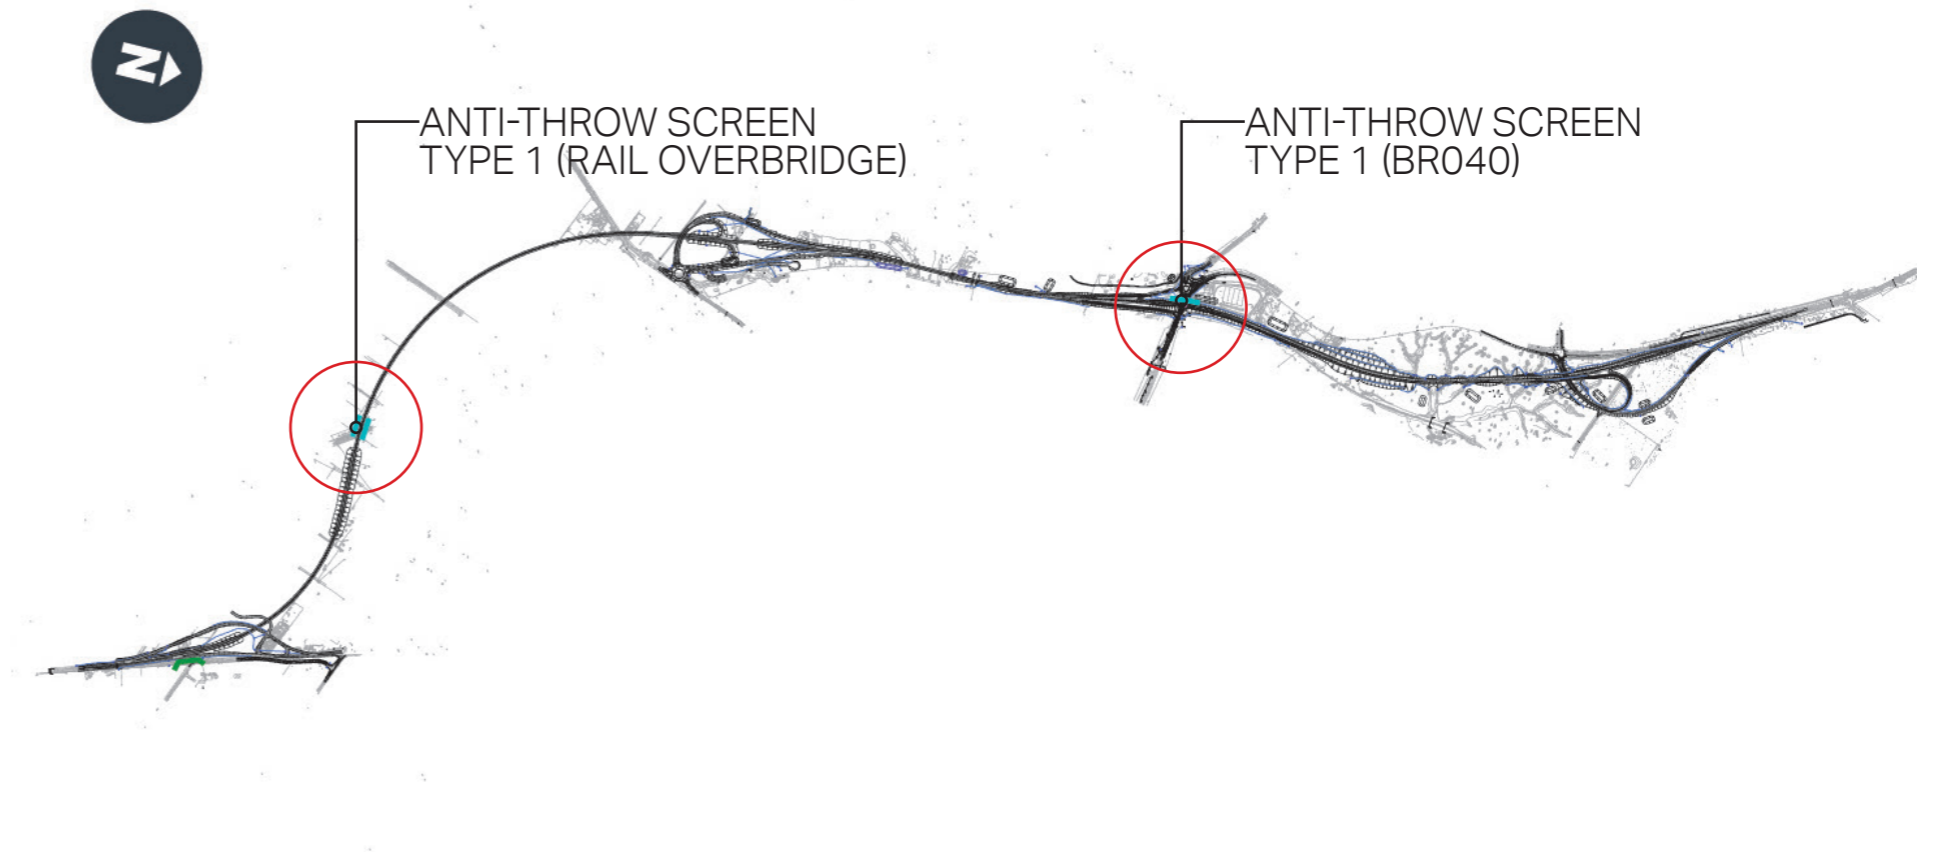 N
ANTI-THROW SCREEN
TYPE 1 (RAIL OVERBRIDGE)
ANTI-THROW SCREEN
TYPE 1 (BR040)